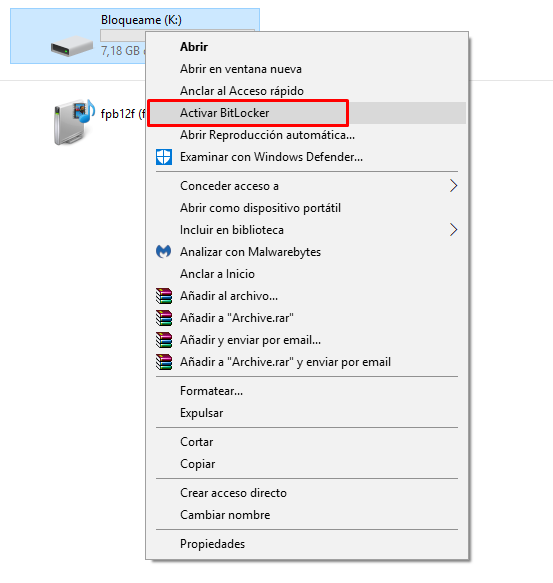 Bloqueame (K:)
7,18 GB
fpb12f (f
Abrir
Abrir en ventana nueva
Anclar al Acceso rápido
Activar BitLocker
Abrir Reproducción automática...
Examinar con Windows Defender...
Conceder acceso a
Abrir como dispositivo portátil
Incluir en biblioteca
Analizar con Malwarebytes
Anclar a Inicio
Añadir al archivo...
Añadir a "Archive.rar"
Añadir y enviar por email...
Añadir a "Archive.rar" y enviar por email
Formatear...
Expulsar
Cortar
Copiar
Crear acceso directo
Cambiar nombre
Propiedades